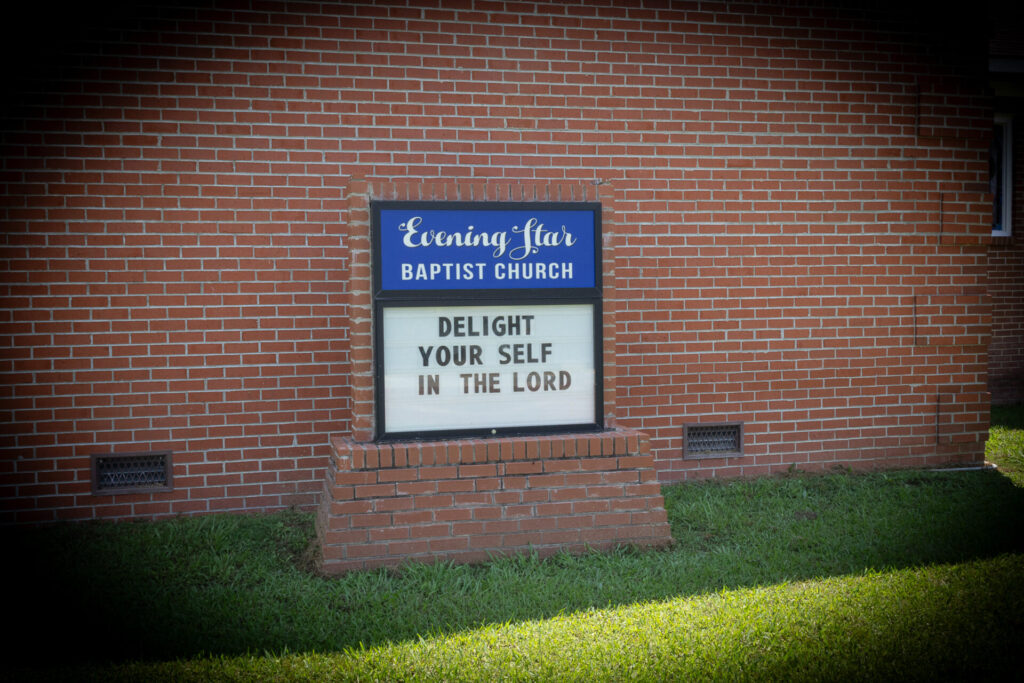 Evening Star
BAPTIST CHURCH
DELIGHT
YOUR SELF
IN THE LORD